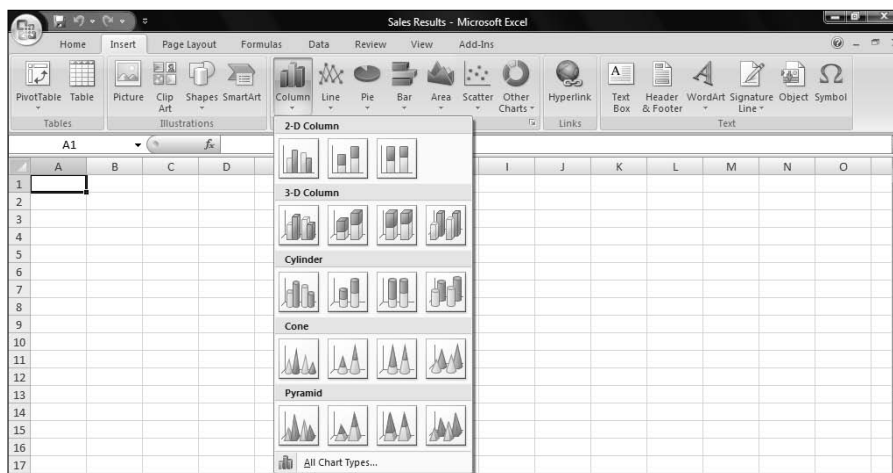 Sales Results - Microsoft Excel
Home Insert Page Layout Formulas Data Review View Add-Ins
PivotTable Table Picture Clip Art Shapes SmartArt Column Line Pie Bar Area Scatter Other Charts Hyperlink Text Box Header & Footer WordArt Signature Line Object Symbol
Tables Illustrations Links Text
2-D Column
A1 fx
A B C D I J K L M N O
1
2
3-D Column
3
4
5
Cylinder
6
7
8
9
Cone
10
11
12
13
Pyramid
14
15
16
17
All Chart Types...